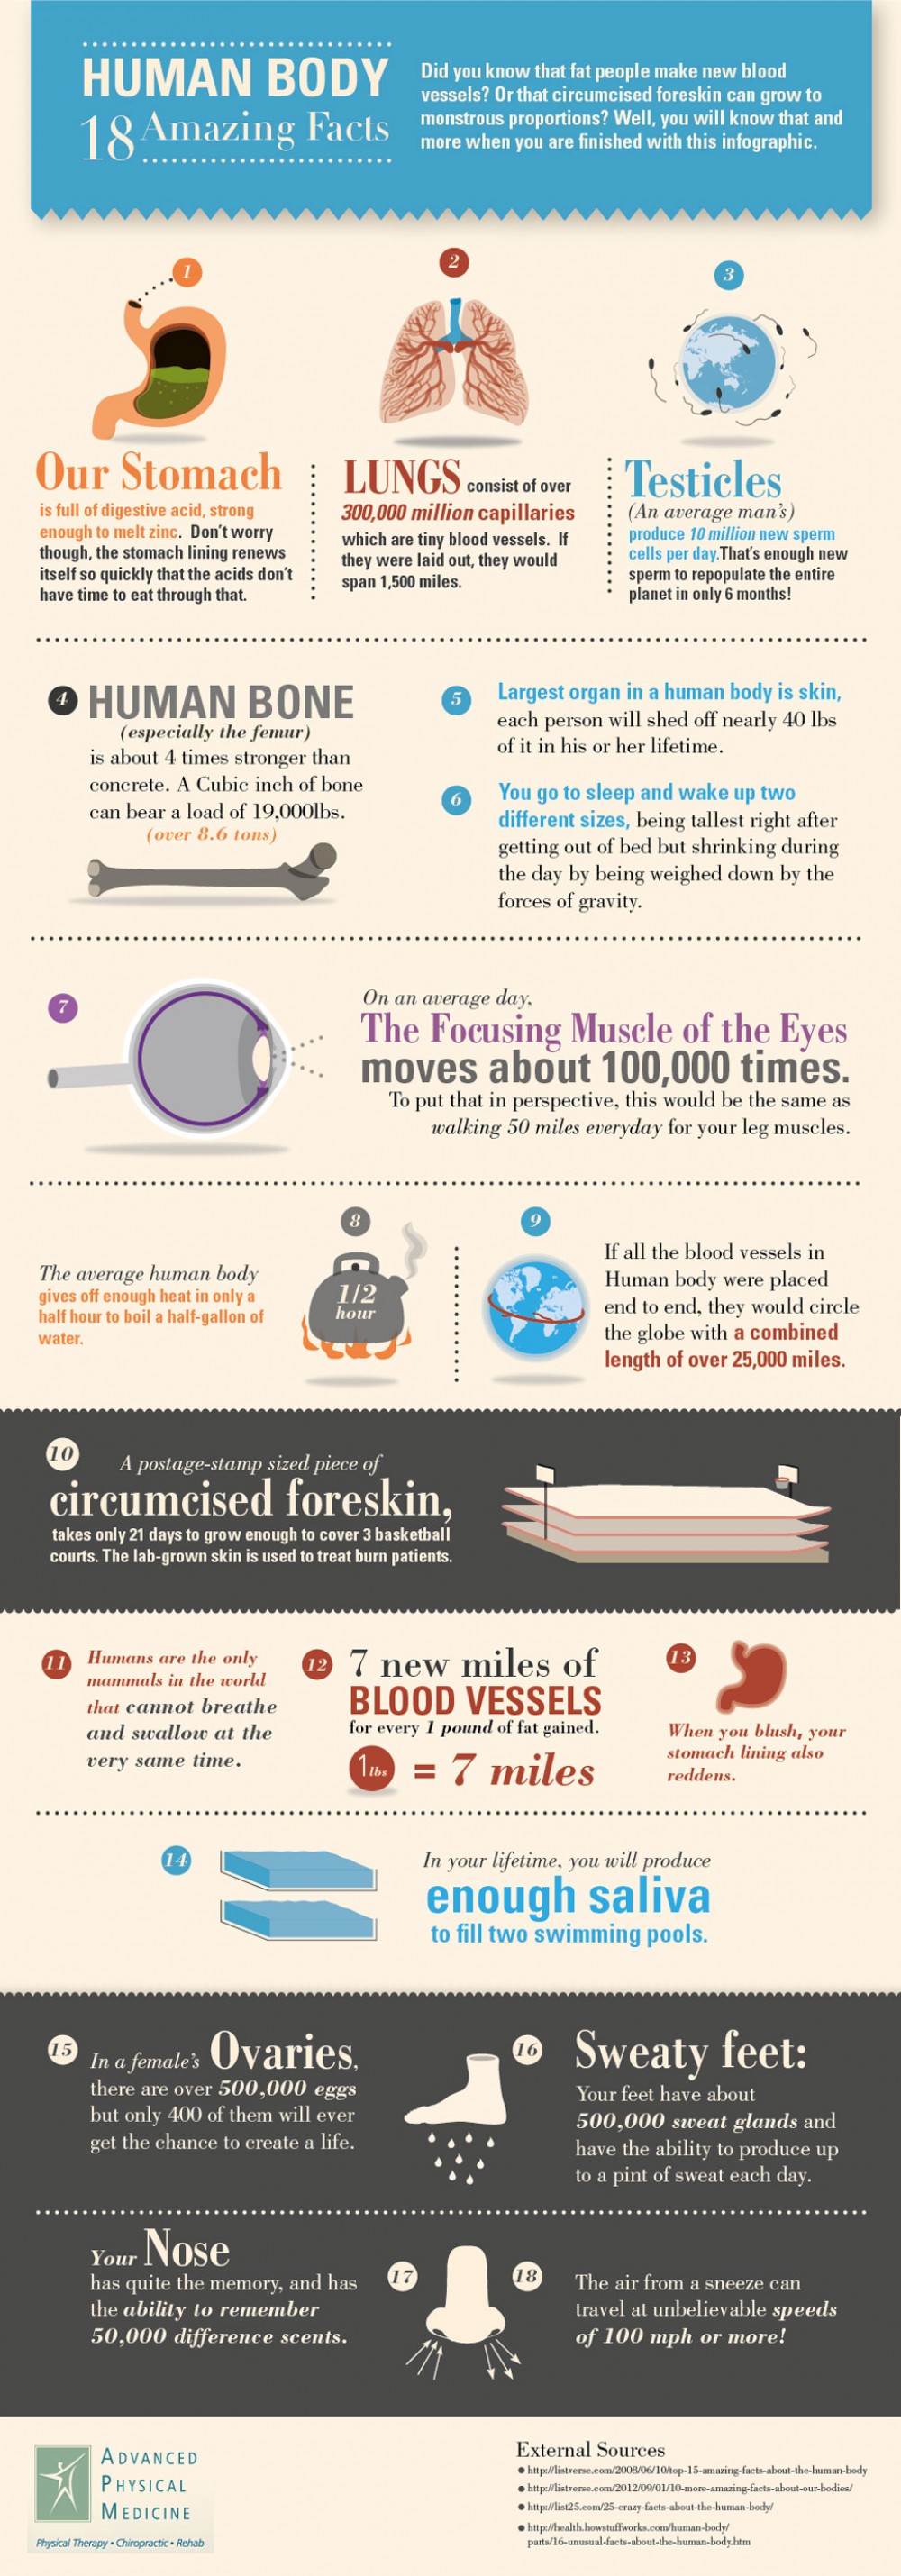 HUMAN BODY
18 Amazing Facts
Did you know that fat people make new blood
vessels? Or that circumcised foreskin can grow to
monstrous proportions? Well, you will know that and
more when you are finished with this infographic.
1
Our Stomach
is full of digestive acid, strong
enough to melt zinc. Don't worry
though, the stomach lining renews
itself so quickly that the acids don't
have time to eat through that.
2
LUNGS consist of over
300,000 million capillaries
which are tiny blood vessels. If
they were laid out, they would
span 1,500 miles.
3
Testicles
(An average man's)
produce 10 million new sperm
cells per day.That's enough new
sperm to repopulate the entire
planet in only 6 months!
4 HUMAN BONE
(especially the femur)
is about 4 times stronger than
concrete. A Cubic inch of bone
can bear a load of 19,000lbs.
(over 8.6 tons)
5 Largest organ in a human body is skin,
each person will shed off nearly 40 lbs
of it in his or her lifetime.
6 You go to sleep and wake up two
different sizes, being tallest right after
getting out of bed but shrinking during
the day by being weighed down by the
forces of gravity.
7
On an average day,
The Focusing Muscle of the Eyes
moves about 100,000 times.
To put that in perspective, this would be the same as
walking 50 miles everyday for your leg muscles.
8
The average human body
gives off enough heat in only a
half hour to boil a half-gallon of
water.
1/2
hour
9
If all the blood vessels in
Human body were placed
end to end, they would circle
the globe with a combined
length of over 25,000 miles.
10
A postage-stamp sized piece of
circumcised foreskin,
takes only 21 days to grow enough to cover 3 basketball
courts. The lab-grown skin is used to treat burn patients.
11 Humans are the only
mammals in the world
that cannot breathe
and swallow at the
very same time.
12 7 new miles of
BLOOD VESSELS
for every 1 pound of fat gained.
1 lbs = 7 miles
13
When you blush, your
stomach lining also
reddens.
14
In your lifetime, you will produce
enough saliva
to fill two swimming pools.
15
In a female's Ovaries,
there are over 500,000 eggs
but only 400 of them will ever
get the chance to create a life.
16
Sweaty feet:
Your feet have about
500,000 sweat glands and
have the ability to produce up
to a pint of sweat each day.
Your Nose
has quite the memory, and has
the ability to remember
50,000 difference scents.
17
18
The air from a sneeze can
travel at unbelievable speeds
of 100 mph or more!
ADVANCED
PHYSICAL
MEDICINE
Physical Therapy • Chiropractic • Rehab
External Sources
• http://listverse.com/2008/06/10/top-15-amazing-facts-about-the-human-body
• http://listverse.com/2012/09/01/10-more-amazing-facts-about-our-bodies/
• http://list25.com/25-crazy-facts-about-the-human-body/
• http://health.howstuffworks.com/human-body/
parts/16-unusual-facts-about-the-human-body.htm